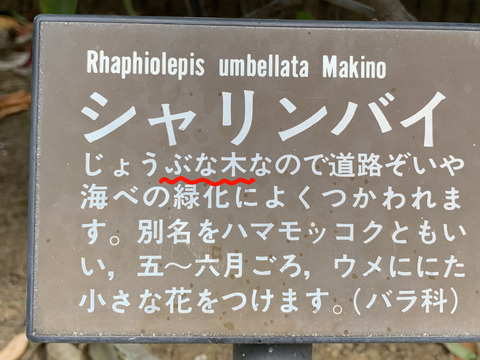 Rhaphiolepis umbellata Makino
シャリンバイ
じょうぶな木なので道路ぞいや
海べの緑化によくつかわれま
す。別名をハマモッコクともい
い，五〜六月ごろ，ウメににた
小さな花をつけます。（バラ科）